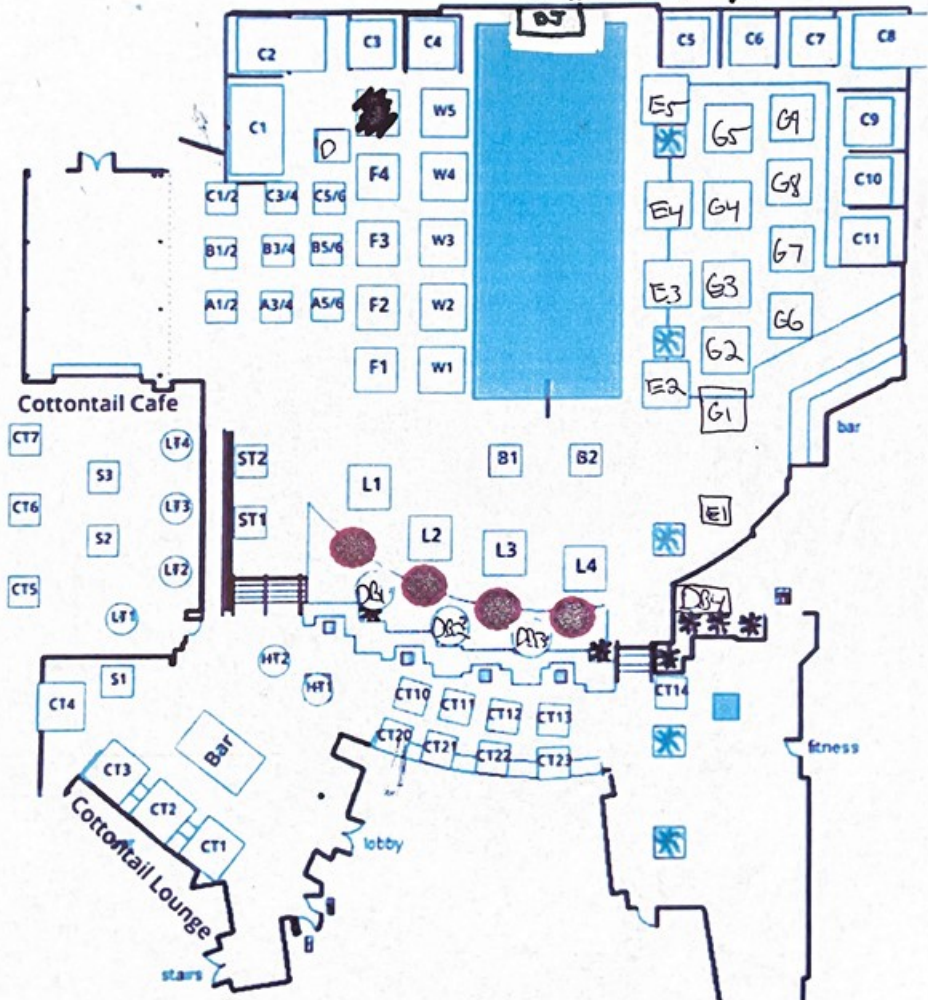 DJ
C2
C3
C4
C5
C6
C7
C8
C1
D
W5
E5
G5
G9
C9
F4
W4
E4
G4
G8
C10
C1/2
C3/4
C5/6
B1/2
B3/4
B5/6
F3
W3
E3
G3
G7
C11
A1/2
A3/4
A5/6
F2
W2
G2
G6
F1
W1
E2
G1
Cottontail Cafe
bar
CT7
LT4
ST2
B1
B2
S3
L1
CT6
LT3
ST1
E1
S2
L2
L3
L4
CT5
LT2
DB1
DB4
LT1
DB2
DB3
HT2
S1
HT1
CT4
CT10
CT11
CT12
CT13
CT14
Bar
CT20
CT21
CT22
CT23
fitness
CT3
CT2
CT1
Cottontail Lounge
lobby
stairs